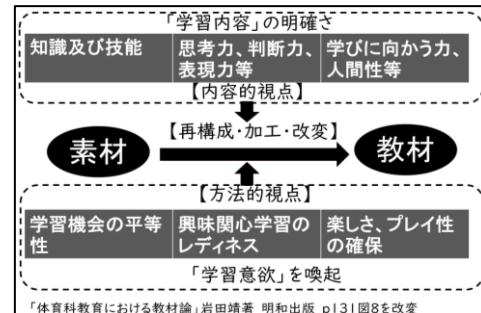 「学習内容」の明確さ
知識及び技能
思考力、判断力、
表現力等
学びに向かう力、
人間性等
【内容的視点】
素材
【再構成・加工・改変】
教材
【方法的視点】
学習機会の平等
性
興味関心学習の
レディネス
楽しさ、プレイ性
の確保
「学習意欲」を喚起
「体育科教育における教材論」岩田靖著 明和出版 p131図8を改変